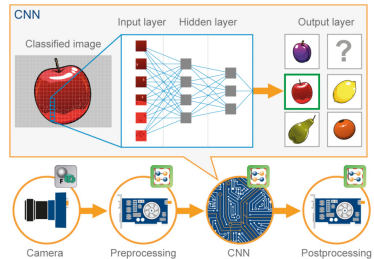 CNN
Input layer Hidden layer Output layer
Classified image
?
F
Camera Preprocessing CNN Postprocessing